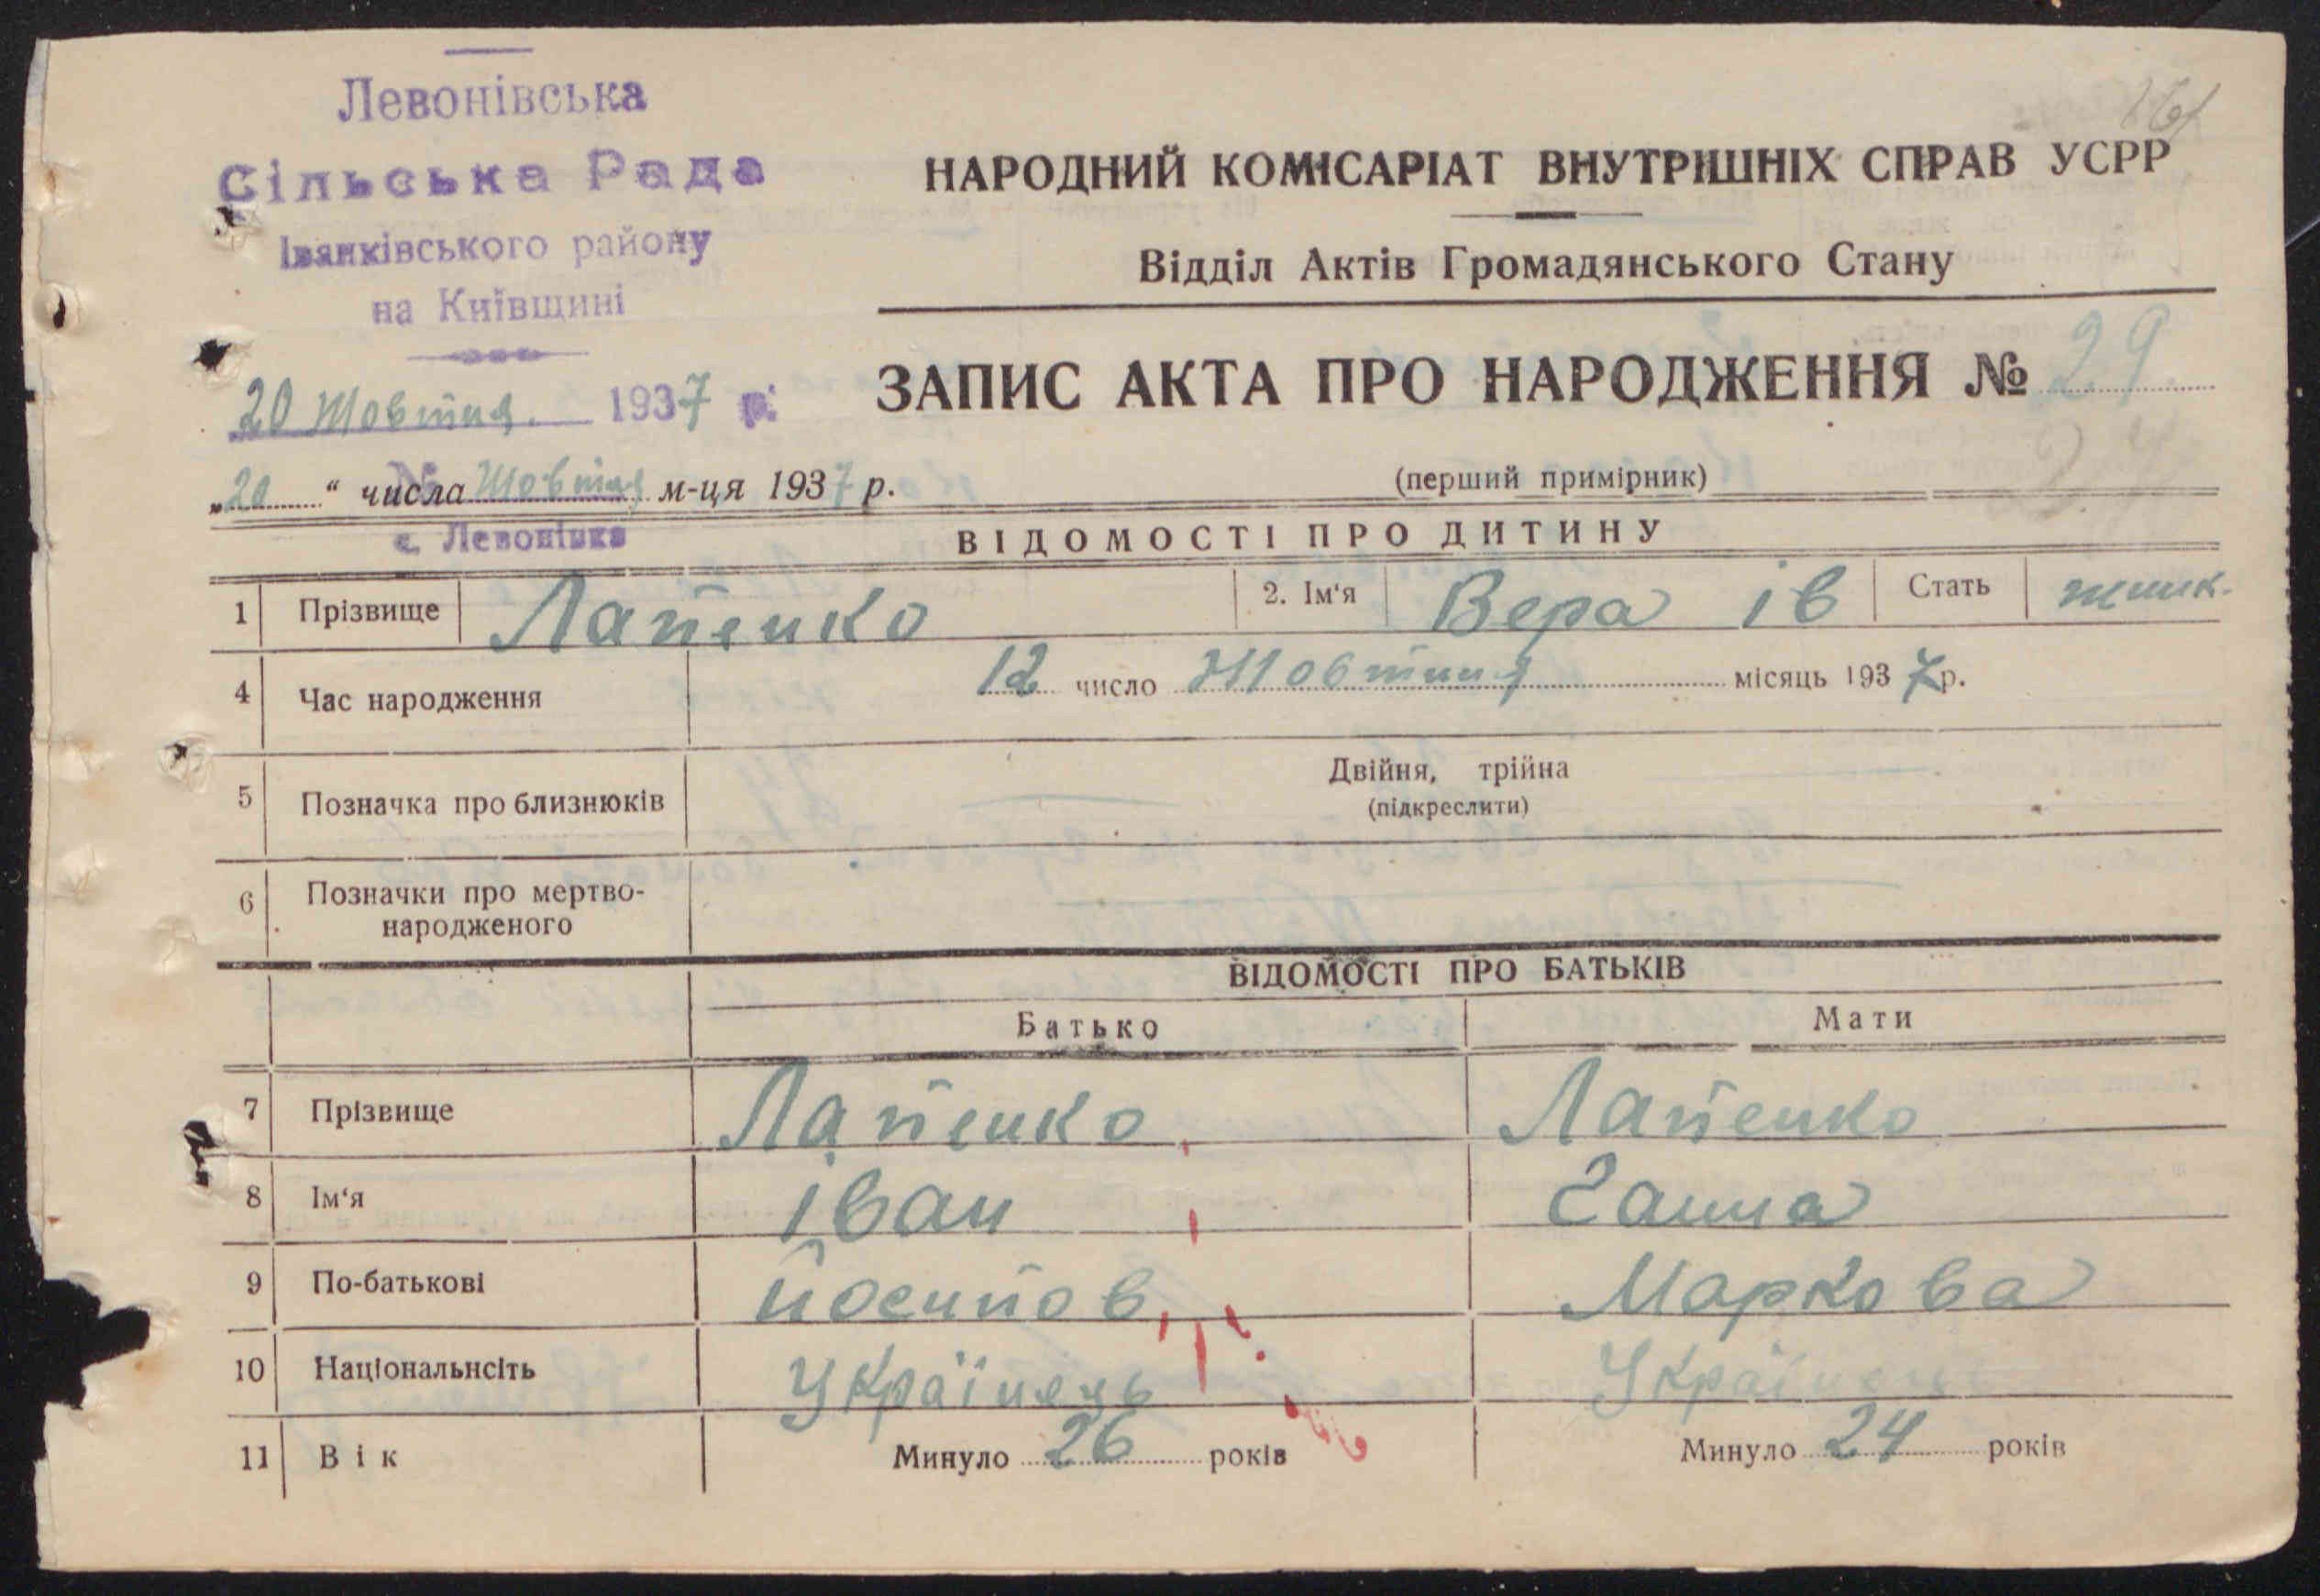 Левонівська
Сільська Рада
Іванківського району
на Київщині
20 Жовтня. 1937 р.
НАРОДНИЙ КОМІСАРІАТ ВНУТРІШНІХ СПРАВ УСРР
Відділ Актів Громадянського Стану
ЗАПИС АКТА ПРО НАРОДЖЕННЯ № 29
„20“ числа Жовтня м-ця 1937 р.
(перший примірник)
с. Левонівка
ВІДОМОСТІ ПРО ДИТИНУ
1 Прізвище Лапенко 2. Ім'я Вера ів Стать жінк.
4 Час народження 12 число Жовтння місяць 1937 р.
5 Позначка про близнюків Двійня, трійна
(підкреслити)
6 Позначки про мертво-
народженого
ВІДОМОСТІ ПРО БАТЬКІВ
Батько Мати
7 Прізвище Лапенко Лапенко
8 Ім'я іван Ганна
9 По-батькові йосипов Маркова
10 Національнсіть Українець Українець
11 Вік Минуло 26 років Минуло 24 років